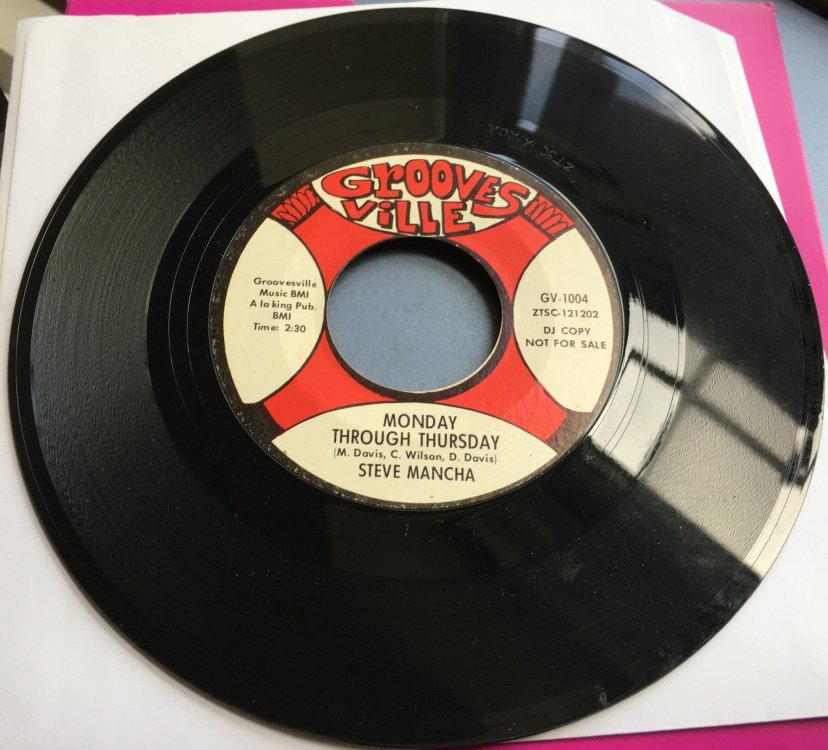 GROOVES
VILLE
Groovesville
Music BMI
A la king Pub.
BMI
Time: 2:30
GV-1004
ZTSC-121202
DJ COPY
NOT FOR SALE
MONDAY
THROUGH THURSDAY
(M. Davis, C. Wilson, D. Davis)
STEVE MANCHA